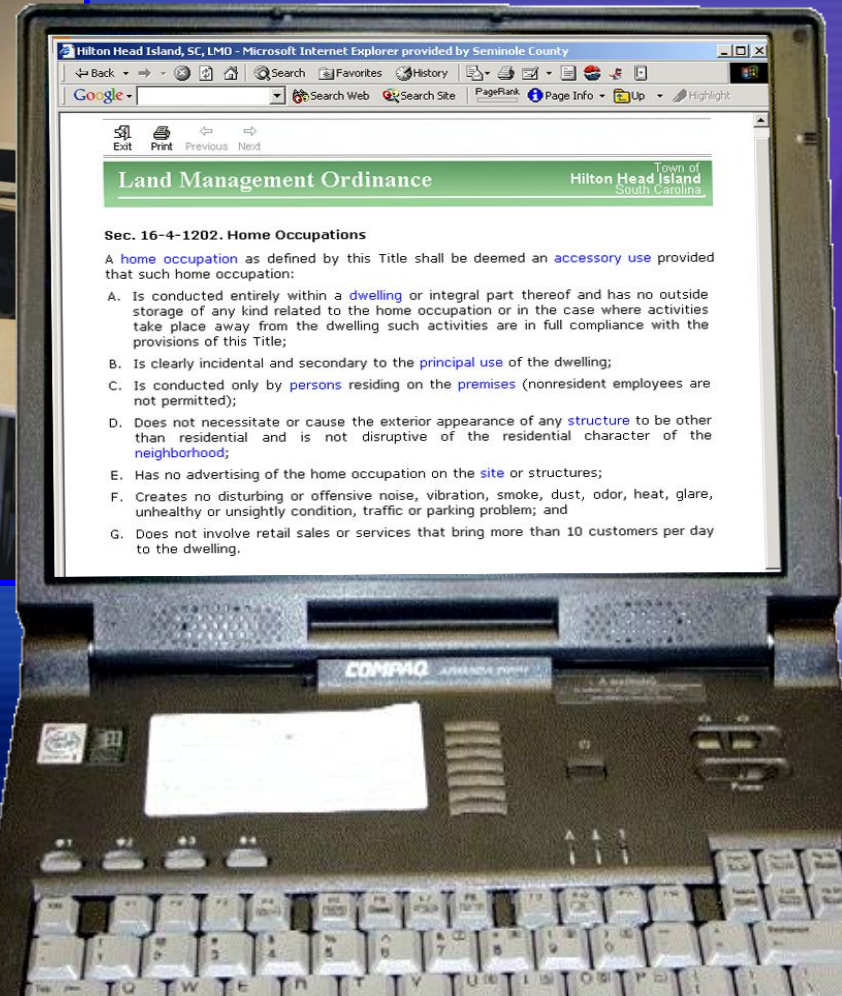 Hilton Head Island, SC, LMO - Microsoft Internet Explorer provided by Seminole County
Back Search Favorites History
Google Search Web Search Site PageRank Page Info Up Highlight
Exit Print Previous Next
Land Management Ordinance
Town of
Hilton Head Island
South Carolina
Sec. 16-4-1202. Home Occupations
A home occupation as defined by this Title shall be deemed an accessory use provided
that such home occupation:
A. Is conducted entirely within a dwelling or integral part thereof and has no outside
storage of any kind related to the home occupation or in the case where activities
take place away from the dwelling such activities are in full compliance with the
provisions of this Title;
B. Is clearly incidental and secondary to the principal use of the dwelling;
C. Is conducted only by persons residing on the premises (nonresident employees are
not permitted);
D. Does not necessitate or cause the exterior appearance of any structure to be other
than residential and is not disruptive of the residential character of the
neighborhood;
E. Has no advertising of the home occupation on the site or structures;
F. Creates no disturbing or offensive noise, vibration, smoke, dust, odor, heat, glare,
unhealthy or unsightly condition, traffic or parking problem; and
G. Does not involve retail sales or services that bring more than 10 customers per day
to the dwelling.
COMPAQ
Power